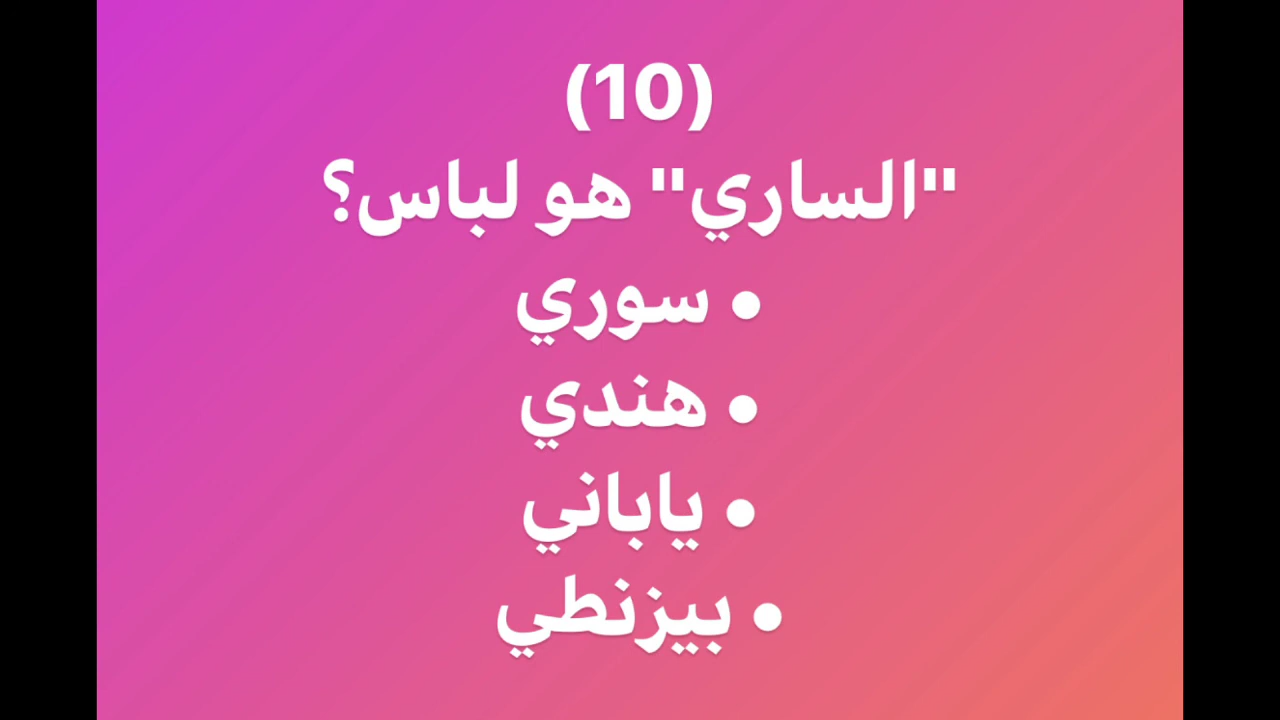 (10)
"الساري" هو لباس؟
• سوري
• هندي
• ياباني
• بيزنطي